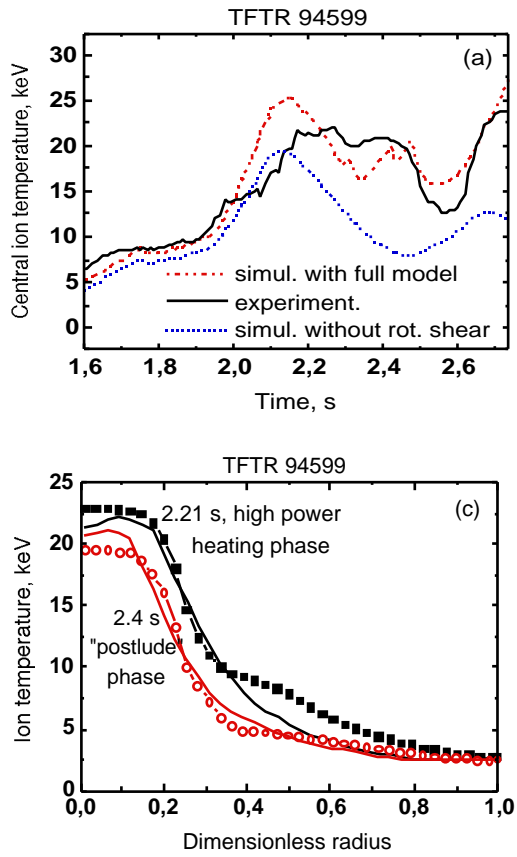 TFTR 94599
(a)
Central ion temperature, keV
30
25
20
15
10
5
0
simul. with full model
experiment.
simul. without rot. shear
1,6
1,8
2,0
2,2
2,4
2,6
Time, s
TFTR 94599
(c)
Ion temperature, keV
25
20
15
10
5
0
2.21 s, high power
heating phase
2.4 s
"postlude"
phase
0,0
0,2
0,4
0,6
0,8
1,0
Dimensionless radius